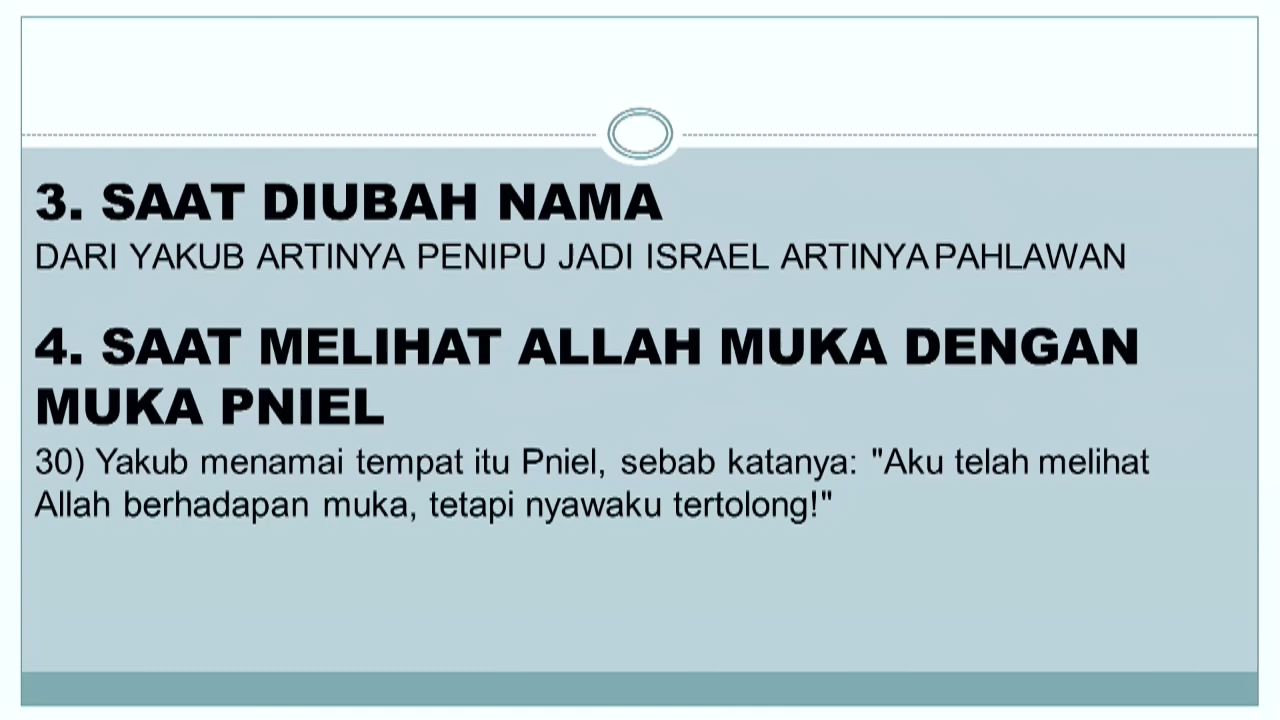 3. SAAT DIUBAH NAMA
DARI YAKUB ARTINYA PENIPU JADI ISRAEL ARTINYA PAHLAWAN
4. SAAT MELIHAT ALLAH MUKA DENGAN
MUKA PNIEL
30) Yakub menamai tempat itu Pniel, sebab katanya: "Aku telah melihat
Allah berhadapan muka, tetapi nyawaku tertolong!"